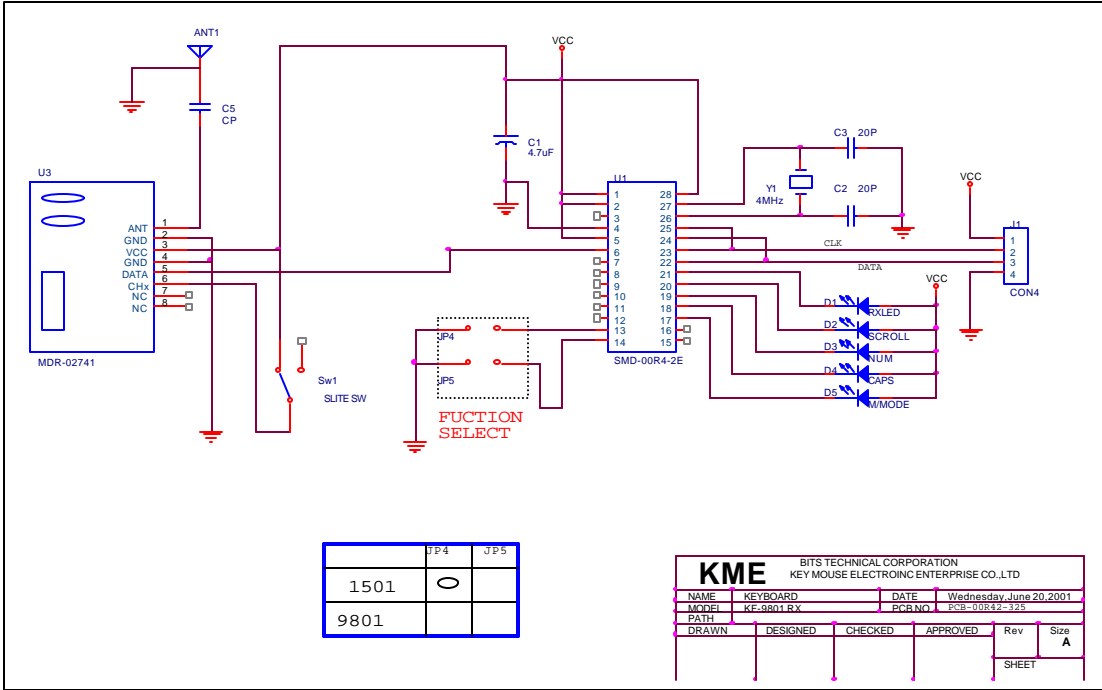 ANT1
C5
CP
U3
ANT
GND
VCC
GND
DATA
CHx
NC
NC
1
2
3
4
5
6
7
8
MDR-02741
Sw1
SLITE SW
VCC
C1
4.7uF
U1
1
2
3
4
5
6
7
8
9
10
11
12
13
14
28
27
26
25
24
23
22
21
20
19
18
17
16
15
SMD-00R4-2E
JP4
JP5
FUCTION
SELECT
C3 20P
Y1
4MHz
C2 20P
CLK
DATA
VCC
J1
1
2
3
4
CON4
VCC
D1
RXLED
D2
SCROLL
D3
NUM
D4
CAPS
D5
M/MODE
JP4 JP5
1501
9801
KME
BITS TECHNICAL CORPORATION
KEY MOUSE ELECTROINC ENTERPRISE CO.,LTD
NAME KEYBOARD DATE Wednesday,June 20,2001
MODEL KF-9801 RX PCB NO PCB-00R42-325
PATH
DRAWN DESIGNED CHECKED APPROVED Rev Size
A
SHEET